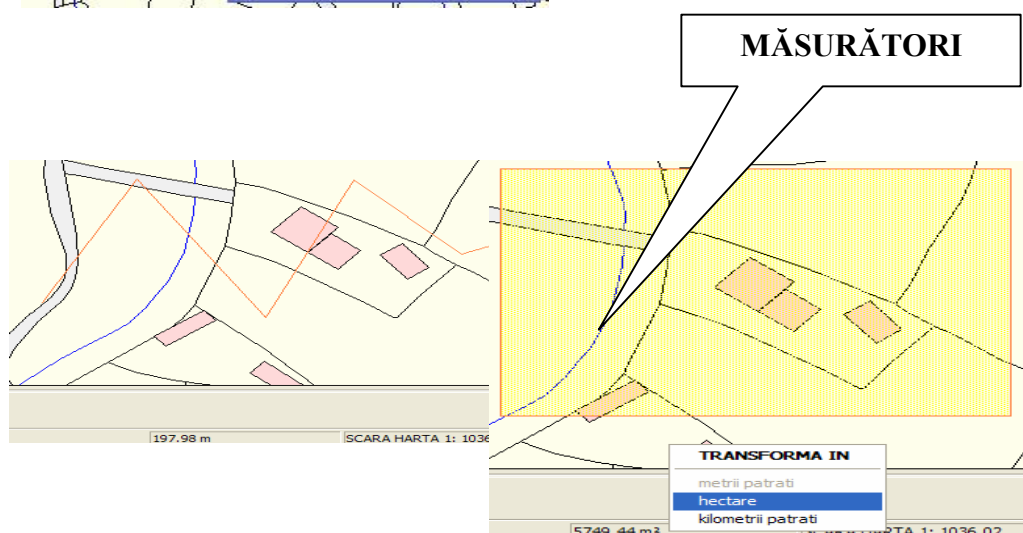 MĂSURĂTORI
197.98 m
SCARA HARTA 1: 1036
TRANSFORMA IN
metrii patrati
hectare
kilometrii patrati
5749.44 m²
HARTA 1: 1036.02